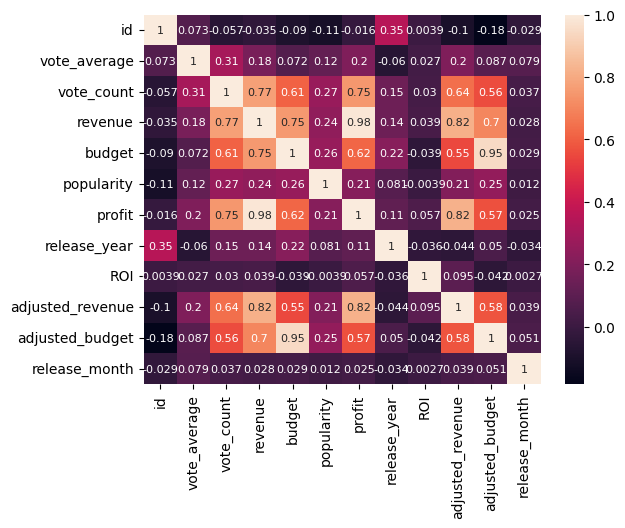 id 1 0.073 -0.057 -0.035 -0.09 -0.11 -0.016 0.35 0.0039 -0.1 -0.18 -0.029
vote_average -0.073 1 0.31 0.18 0.072 0.12 0.2 -0.06 0.027 0.2 0.087 0.079
vote_count -0.057 0.31 1 0.77 0.61 0.27 0.75 0.15 0.03 0.64 0.56 0.037
revenue -0.035 0.18 0.77 1 0.75 0.24 0.98 0.14 0.039 0.82 0.7 0.028
budget -0.09 0.072 0.61 0.75 1 0.26 0.62 0.22 -0.039 0.55 0.95 0.029
popularity -0.11 0.12 0.27 0.24 0.26 1 0.21 0.081 -0.0039 0.21 0.25 0.012
profit -0.016 0.2 0.75 0.98 0.62 0.21 1 0.11 0.057 0.82 0.57 0.025
release_year 0.35 -0.06 0.15 0.14 0.22 0.081 0.11 1 -0.036 -0.044 0.05 -0.034
ROI 0.0039 0.027 0.03 0.039 -0.039 0.0039 0.057 -0.036 1 0.095 -0.042 0.0027
adjusted_revenue -0.1 0.2 0.64 0.82 0.55 0.21 0.82 -0.044 0.095 1 0.58 0.039
adjusted_budget -0.18 0.087 0.56 0.7 0.95 0.25 0.57 0.05 -0.042 0.58 1 0.051
release_month -0.029 0.079 0.037 0.028 0.029 0.012 0.025 -0.034 0.0027 0.039 0.051 1
id
vote_average
vote_count
revenue
budget
popularity
profit
release_year
ROI
adjusted_revenue
adjusted_budget
release_month
1.0
0.8
0.6
0.4
0.2
0.0